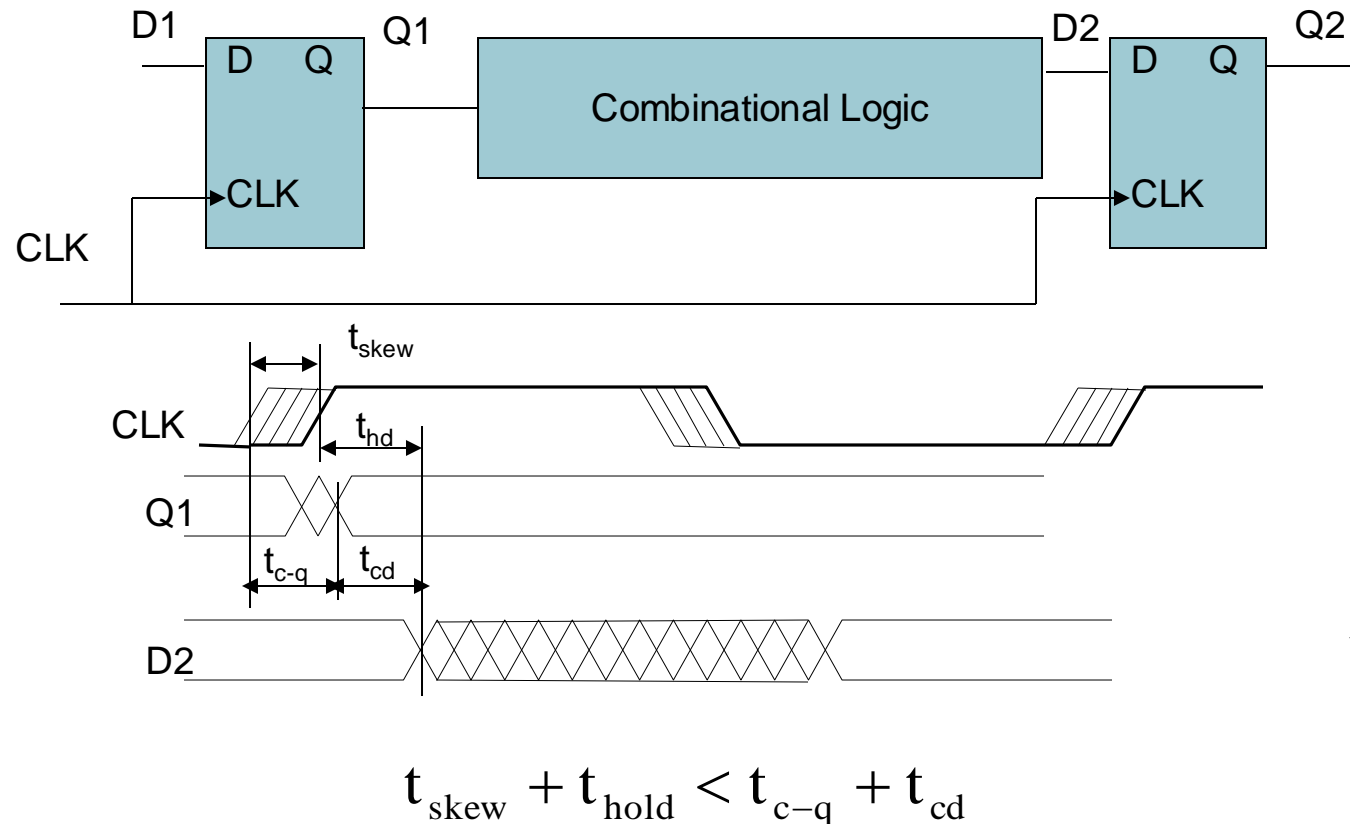 D1
Q1
D2
Q2
D Q
Combinational Logic
D Q
CLK
CLK
CLK
t_skew
CLK
t_hd
Q1
t_c-q
t_cd
D2
t_skew + t_hold < t_c−q + t_cd